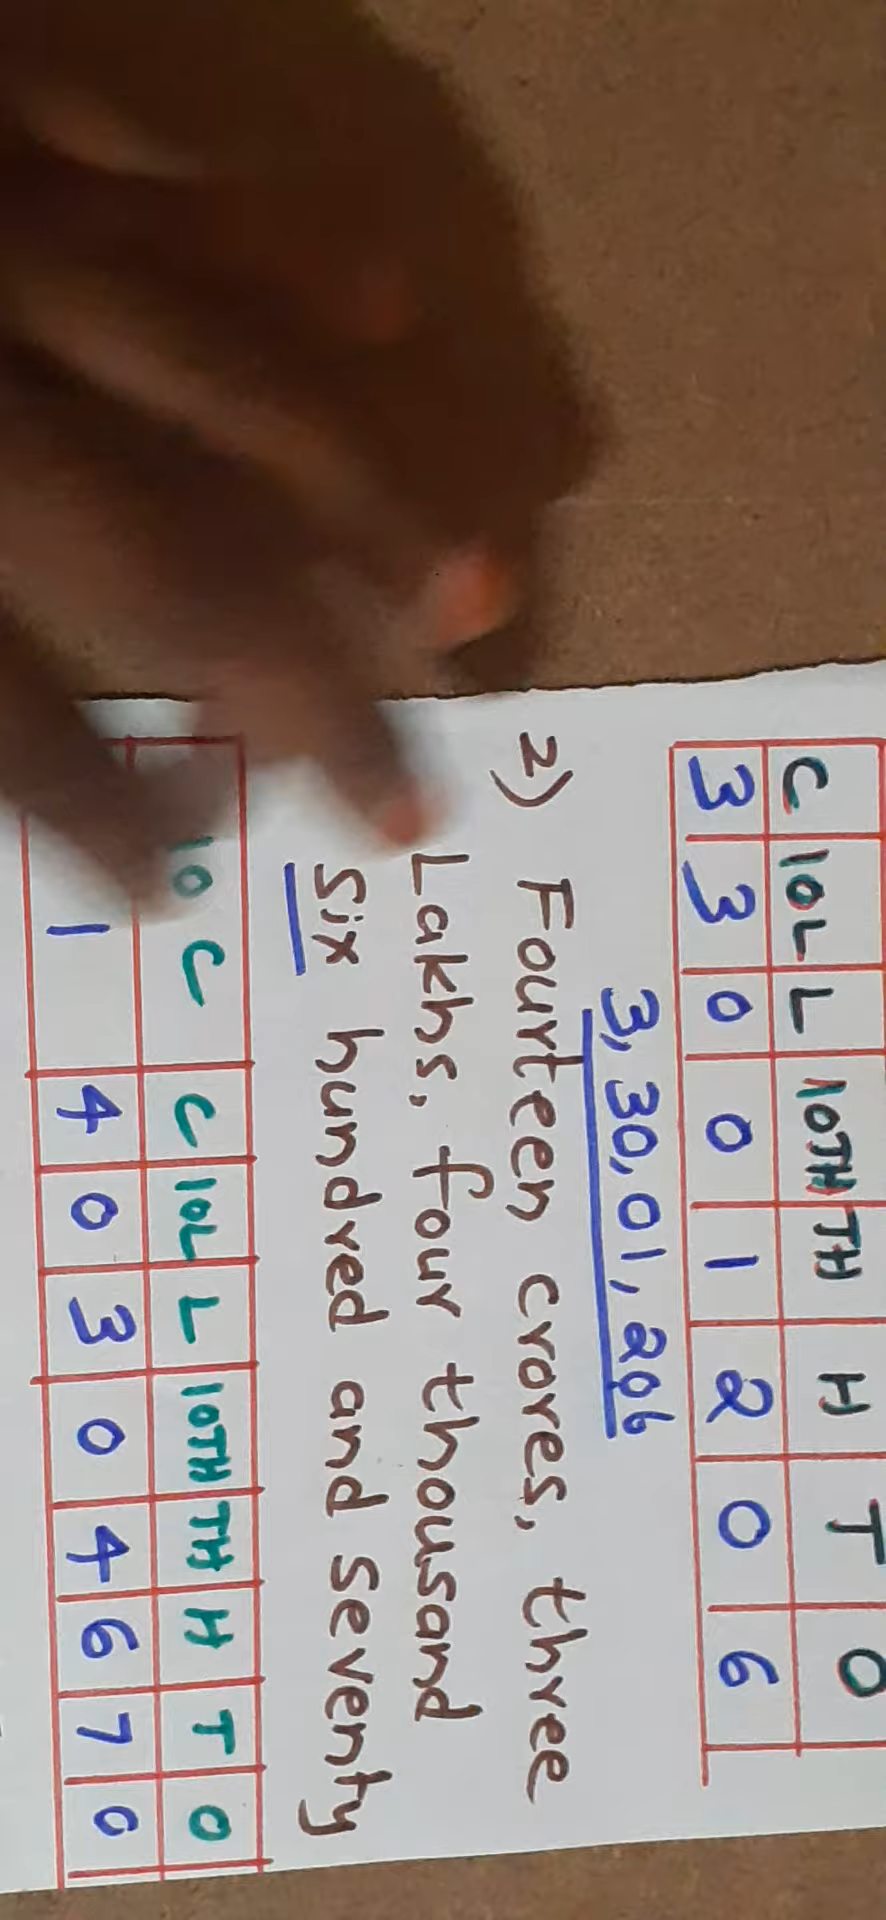 C 10L L 10TH TH H T O
3 3 0 0 1 2 0 6
3,30,01,206
2) Fourteen crores, three
Lakhs, four thousand
Six hundred and Seventy
10 C C 10L L 10TH TH H T O
1 4 0 3 0 4 6 7 0